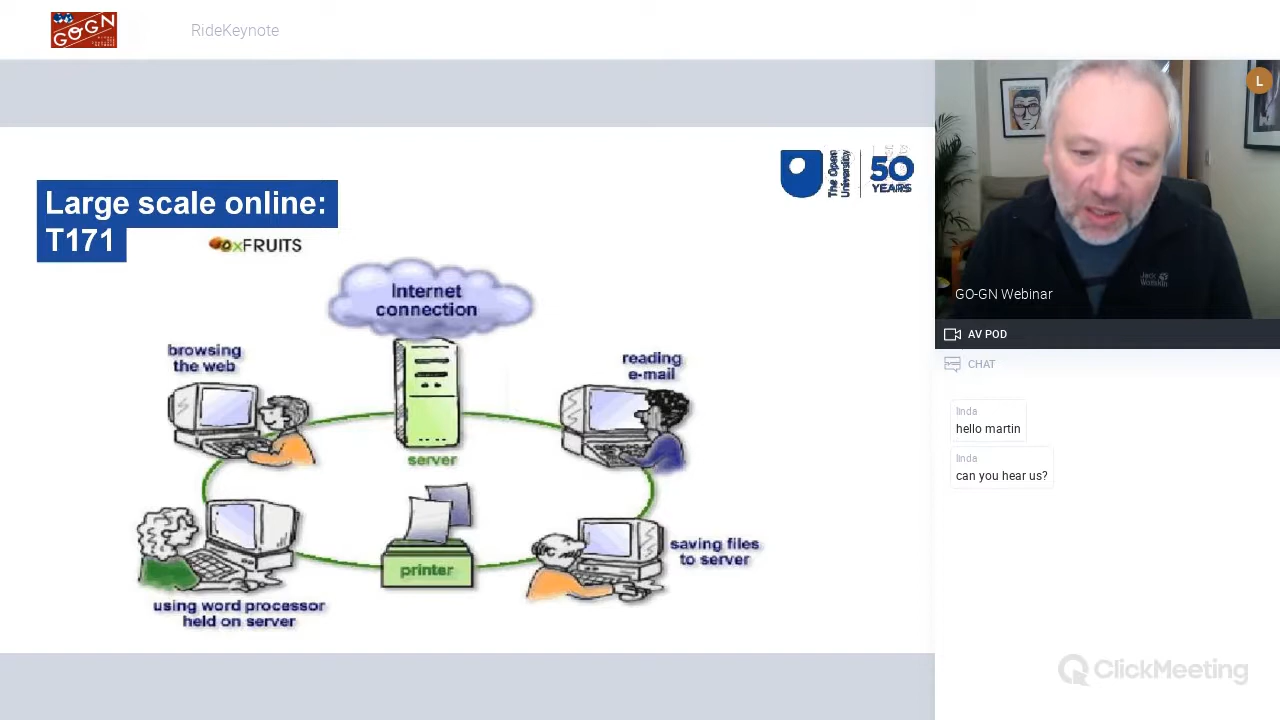 GO-GN
RideKeynote
Large scale online:
T171
oxFRUITS
The Open
University
50
YEARS
Internet
connection
browsing
the web
reading
e-mail
server
saving files
to server
printer
using word processor
held on server
L
Jack
Wolfskin
GO-GN Webinar
AV POD
CHAT
linda
hello martin
linda
can you hear us?
ClickMeeting